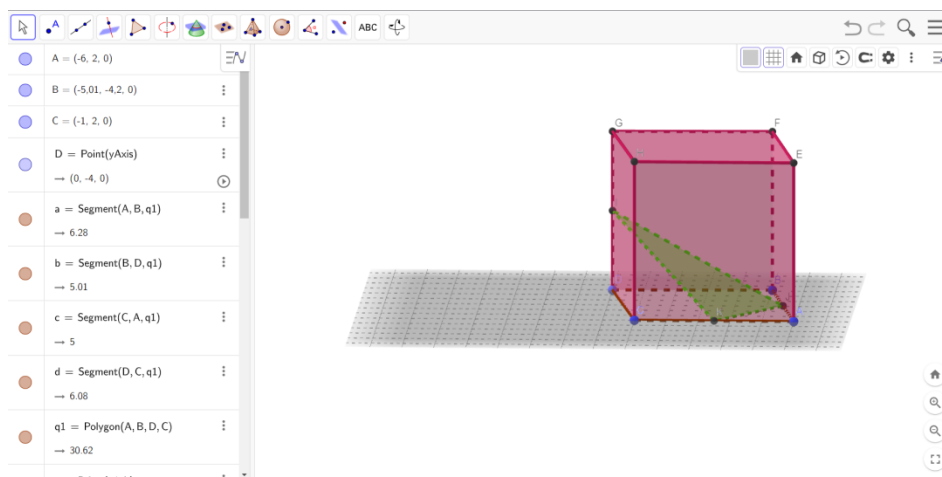 ABC
A = (-6, 2, 0)
B = (-5,01, -4,2, 0)
C = (-1, 2, 0)
D = Point(yAxis)
→ (0, -4, 0)
a = Segment(A, B, q1)
→ 6.28
b = Segment(B, D, q1)
→ 5.01
c = Segment(C, A, q1)
→ 5
d = Segment(D, C, q1)
→ 6.08
q1 = Polygon(A, B, D, C)
→ 30.62
G
F
E